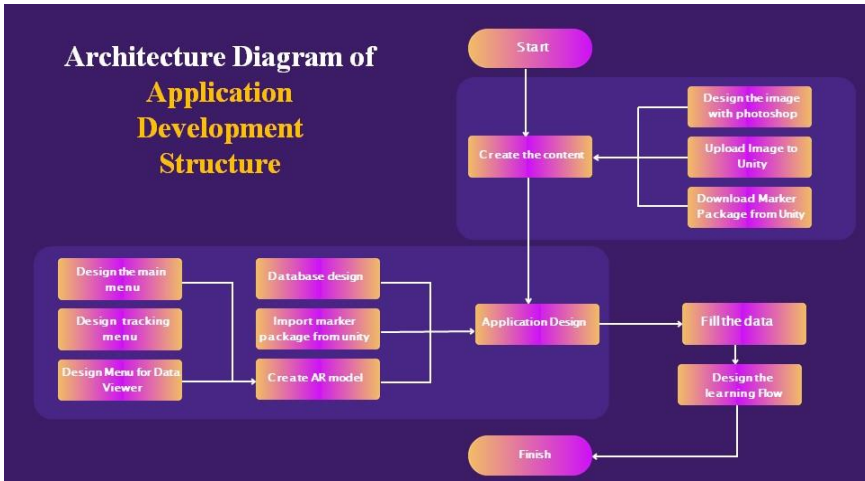 Architecture Diagram of
Application
Development
Structure
Start
Design the image
with photoshop
Create the content
Upload Image to
Unity
Download Marker
Package from Unity
Design the main
menu
Database design
Design tracking
menu
Import marker
package from unity
Application Design
Fill the data
Design Menu for Data
Viewer
Create AR model
Design the
learning Flow
Finish